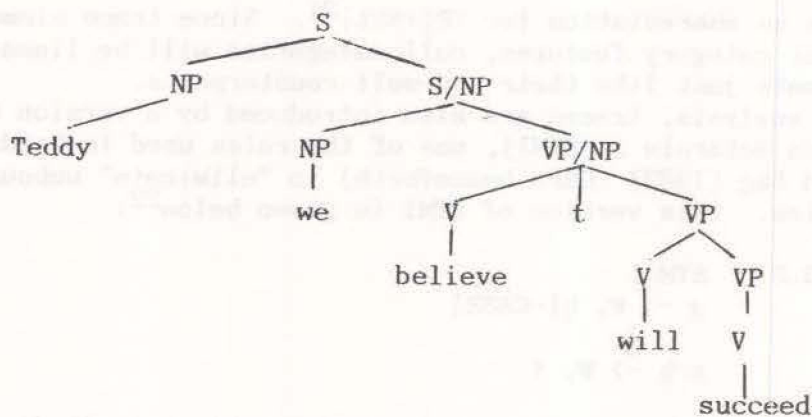 S
NP S/NP
Teddy NP VP/NP
we V t VP
believe V VP
will V
succeed